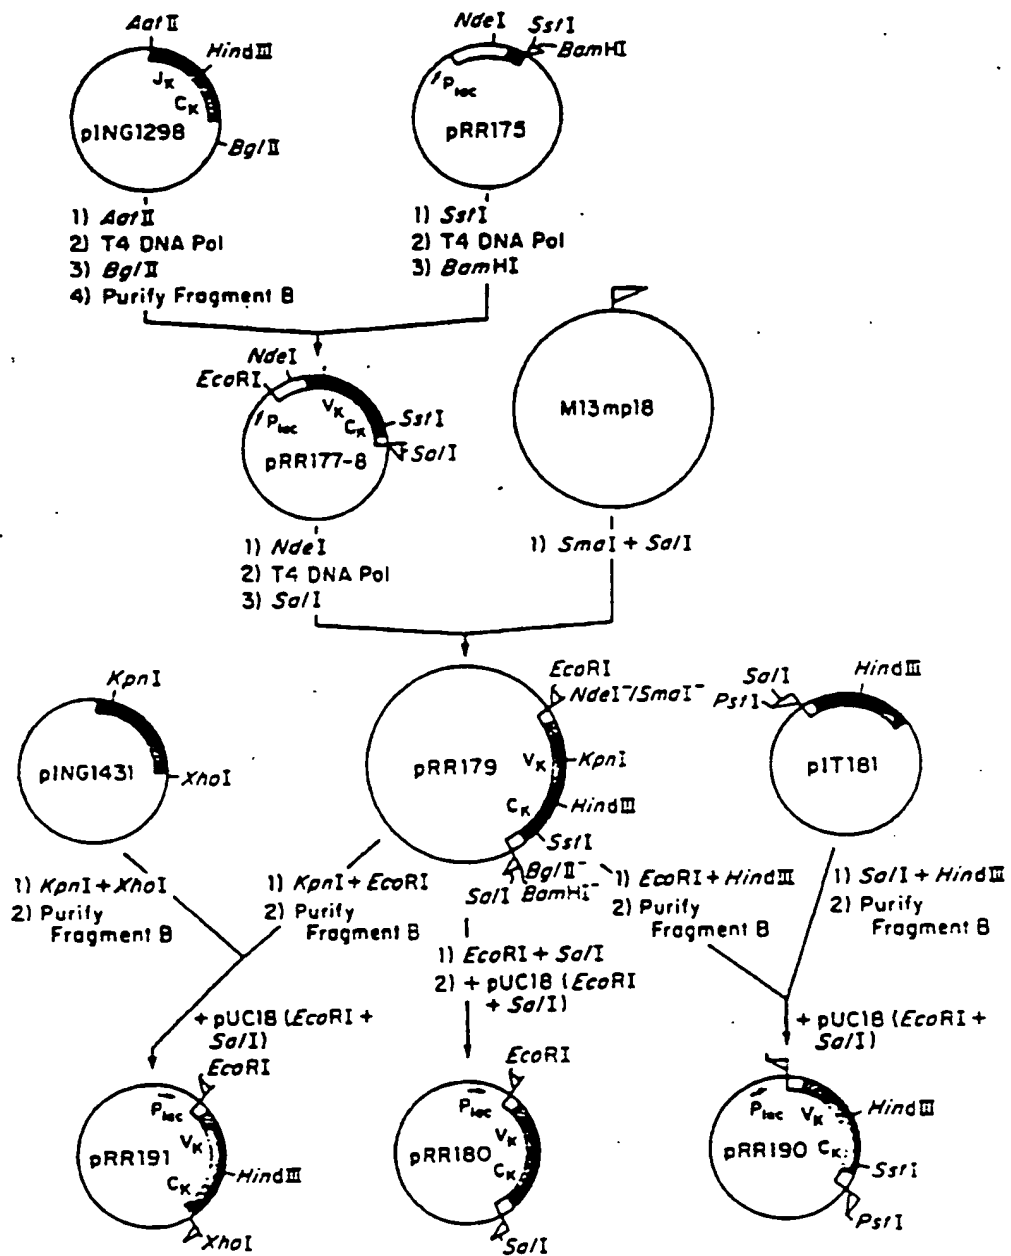 AatII
HindIII
JK
CK
pING1298
BglII
1) AatII
2) T4 DNA Pol
3) BglII
4) Purify Fragment B
NdeI
SstI
BamHI
Plac
pRR175
1) SstI
2) T4 DNA Pol
3) BamHI
NdeI
EcoRI
Plac
VK
CK
SstI
SalI
pRR177-8
1) NdeI
2) T4 DNA Pol
3) SalI
M13mp18
1) SmaI + SalI
KpnI
pING1431
XhoI
1) KpnI + XhoI
2) Purify
Fragment B
EcoRI
NdeI⁻/SmaI⁻
pRR179
VK
KpnI
CK
HindIII
SstI
BglII⁻
SalI BamHI⁻
1) KpnI + EcoRI
2) Purify
Fragment B
1) EcoRI + SalI
2) + pUC18 (EcoRI
+ SalI)
1) EcoRI + HindIII
2) Purify
Fragment B
SalI
PstI
HindIII
pIT181
1) SalI + HindIII
2) Purify
Fragment B
+ pUC18 (EcoRI +
SalI)
EcoRI
Plac
VK
pRR191
CK
HindIII
XhoI
EcoRI
Plac
VK
pRR180
CK
SalI
+ pUC18 (EcoRI +
SalI)
Plac
VK
HindIII
pRR190
CK
SstI
PstI